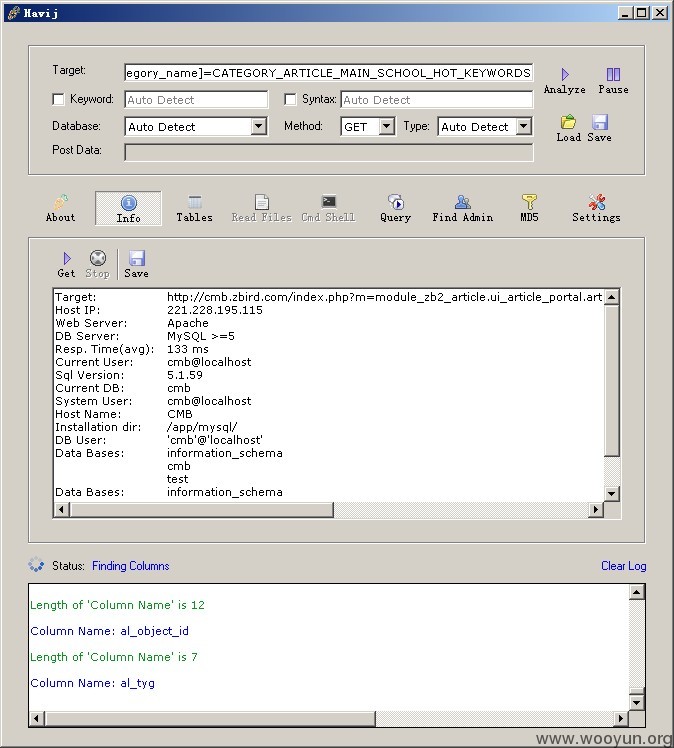 Havij
Target: egory_name]=CATEGORY_ARTICLE_MAIN_SCHOOL_HOT_KEYWORDS
Analyze Pause
Keyword: Auto Detect Syntax: Auto Detect
Database: Auto Detect Method: GET Type: Auto Detect
Load Save
Post Data:
About Info Tables Read Files Cmd Shell Query Find Admin MD5 Settings
Get Stop Save
Target: http://cmb.zbird.com/index.php?m=module_zb2_article.ui_article_portal.art
Host IP: 221.228.195.115
Web Server: Apache
DB Server: MySQL >=5
Resp. Time(avg): 133 ms
Current User: cmb@localhost
Sql Version: 5.1.59
Current DB: cmb
System User: cmb@localhost
Host Name: CMB
Installation dir: /app/mysql/
DB User: 'cmb'@'localhost'
Data Bases: information_schema
cmb
test
Data Bases: information_schema
Status: Finding Columns Clear Log
Length of 'Column Name' is 12
Column Name: al_object_id
Length of 'Column Name' is 7
Column Name: al_tyg
www.wooyun.org